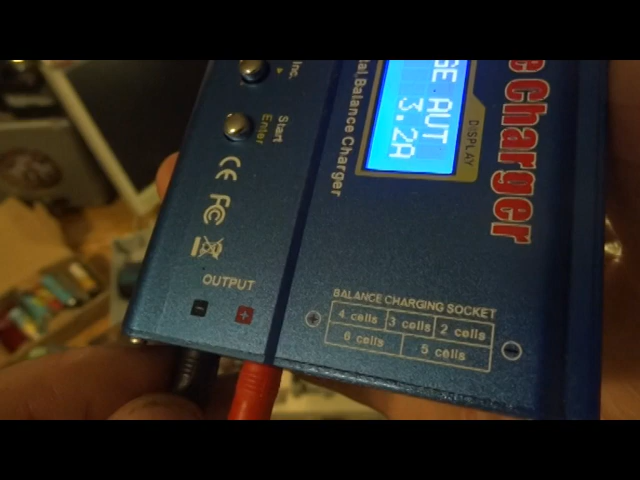 Inc.
Start
Enter
CE FC
OUTPUT
- +
Balance Charger
GE AUT
3.2A
DISPLAY
Charger
BALANCE CHARGING SOCKET
+ 4 cells 3 cells 2 cells -
6 cells 5 cells